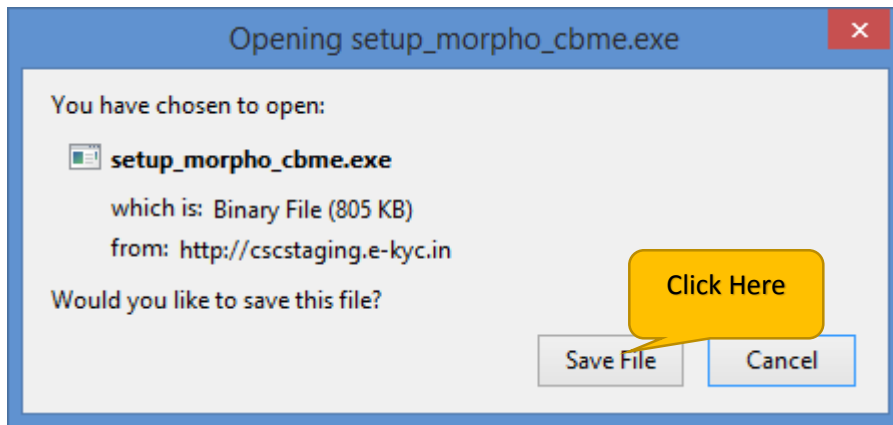 Opening setup_morpho_cbme.exe
You have chosen to open:
setup_morpho_cbme.exe
which is: Binary File (805 KB)
from: http://cscstaging.e-kyc.in
Would you like to save this file?
Click Here
Save File
Cancel